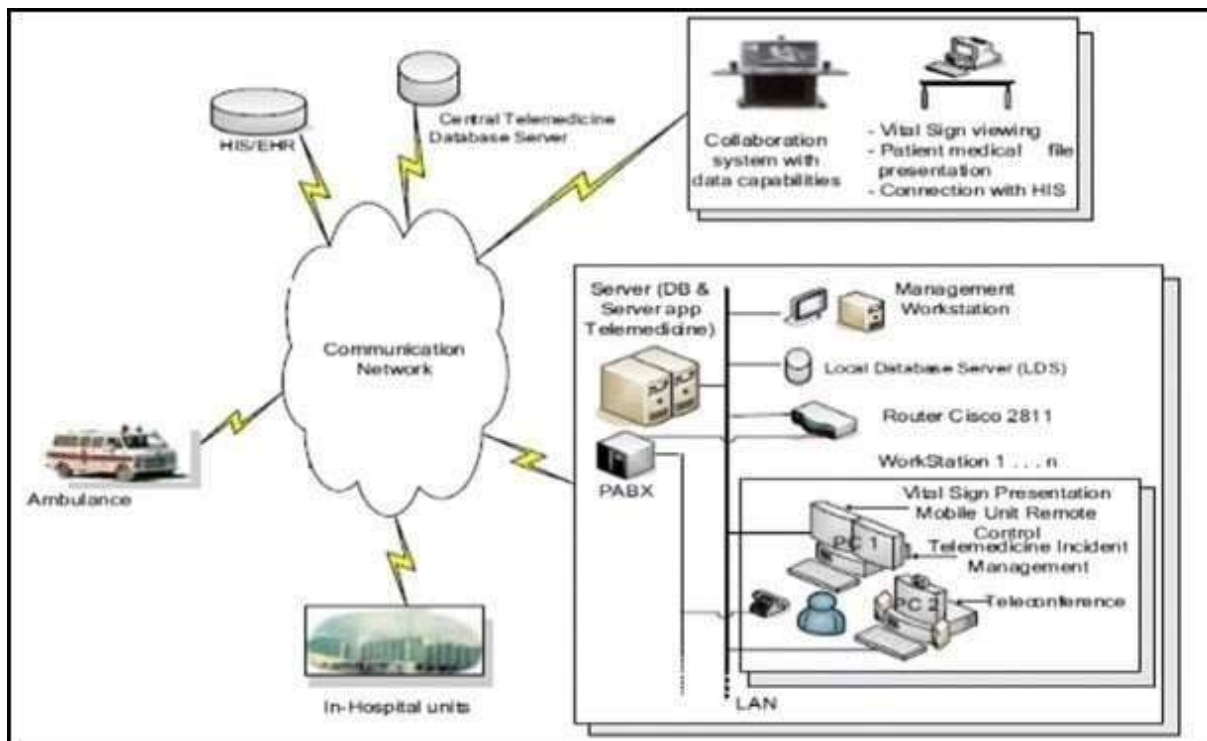 HIS/EHR
Central Telemedicine
Database Server
Collaboration
system with
data capabilities
- Vital Sign viewing
- Patient medical file
presentation
- Connection with HIS
Communication
Network
Ambulance
In-Hospital units
Server (DB &
Server app
Telemedicine)
PABX
Management
Workstation
Local Database Server (LDS)
Router Cisco 2811
WorkStation 1 . . . n
Vital Sign Presentation
Mobile Unit Remote
Control
PC 1
Telemedicine Incident
Management
PC 2
Teleconference
LAN